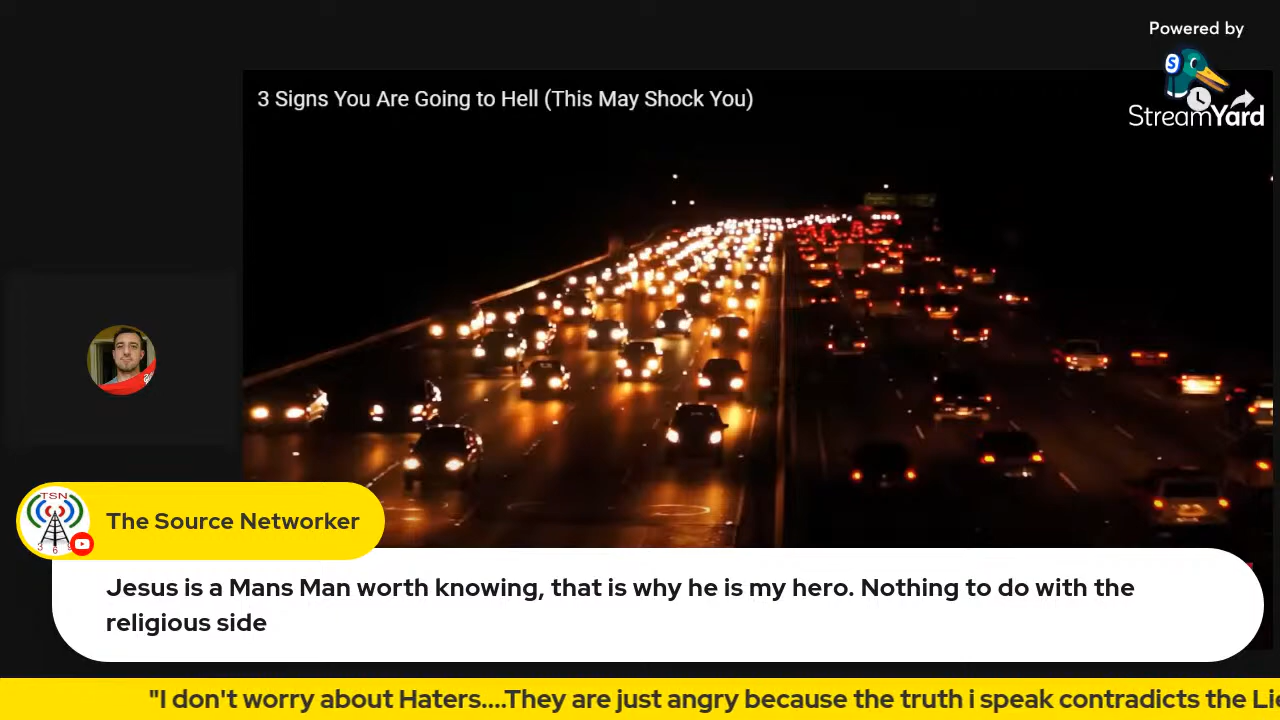 Powered by
StreamYard
3 Signs You Are Going to Hell (This May Shock You)
TSN
The Source Networker
Jesus is a Mans Man worth knowing, that is why he is my hero. Nothing to do with the
religious side
"I don't worry about Haters....They are just angry because the truth i speak contradicts the